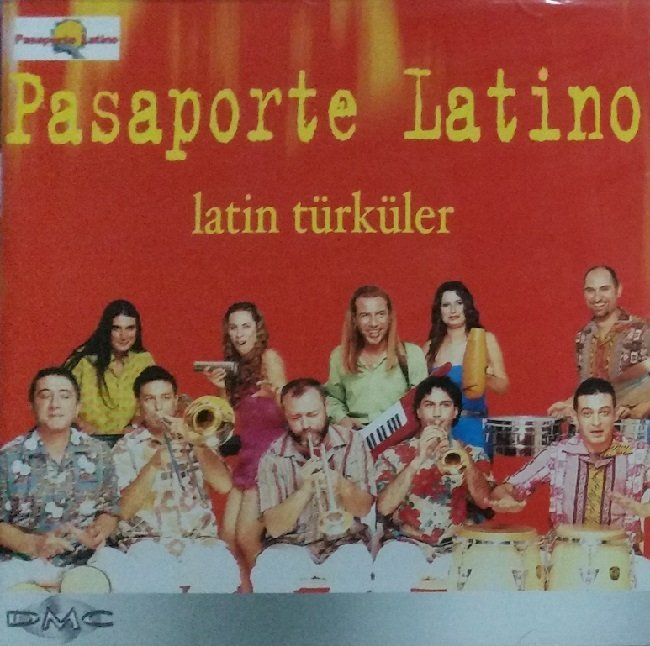 Pasaporte Latino
Pasaporte Latino
latin türküler
DMC